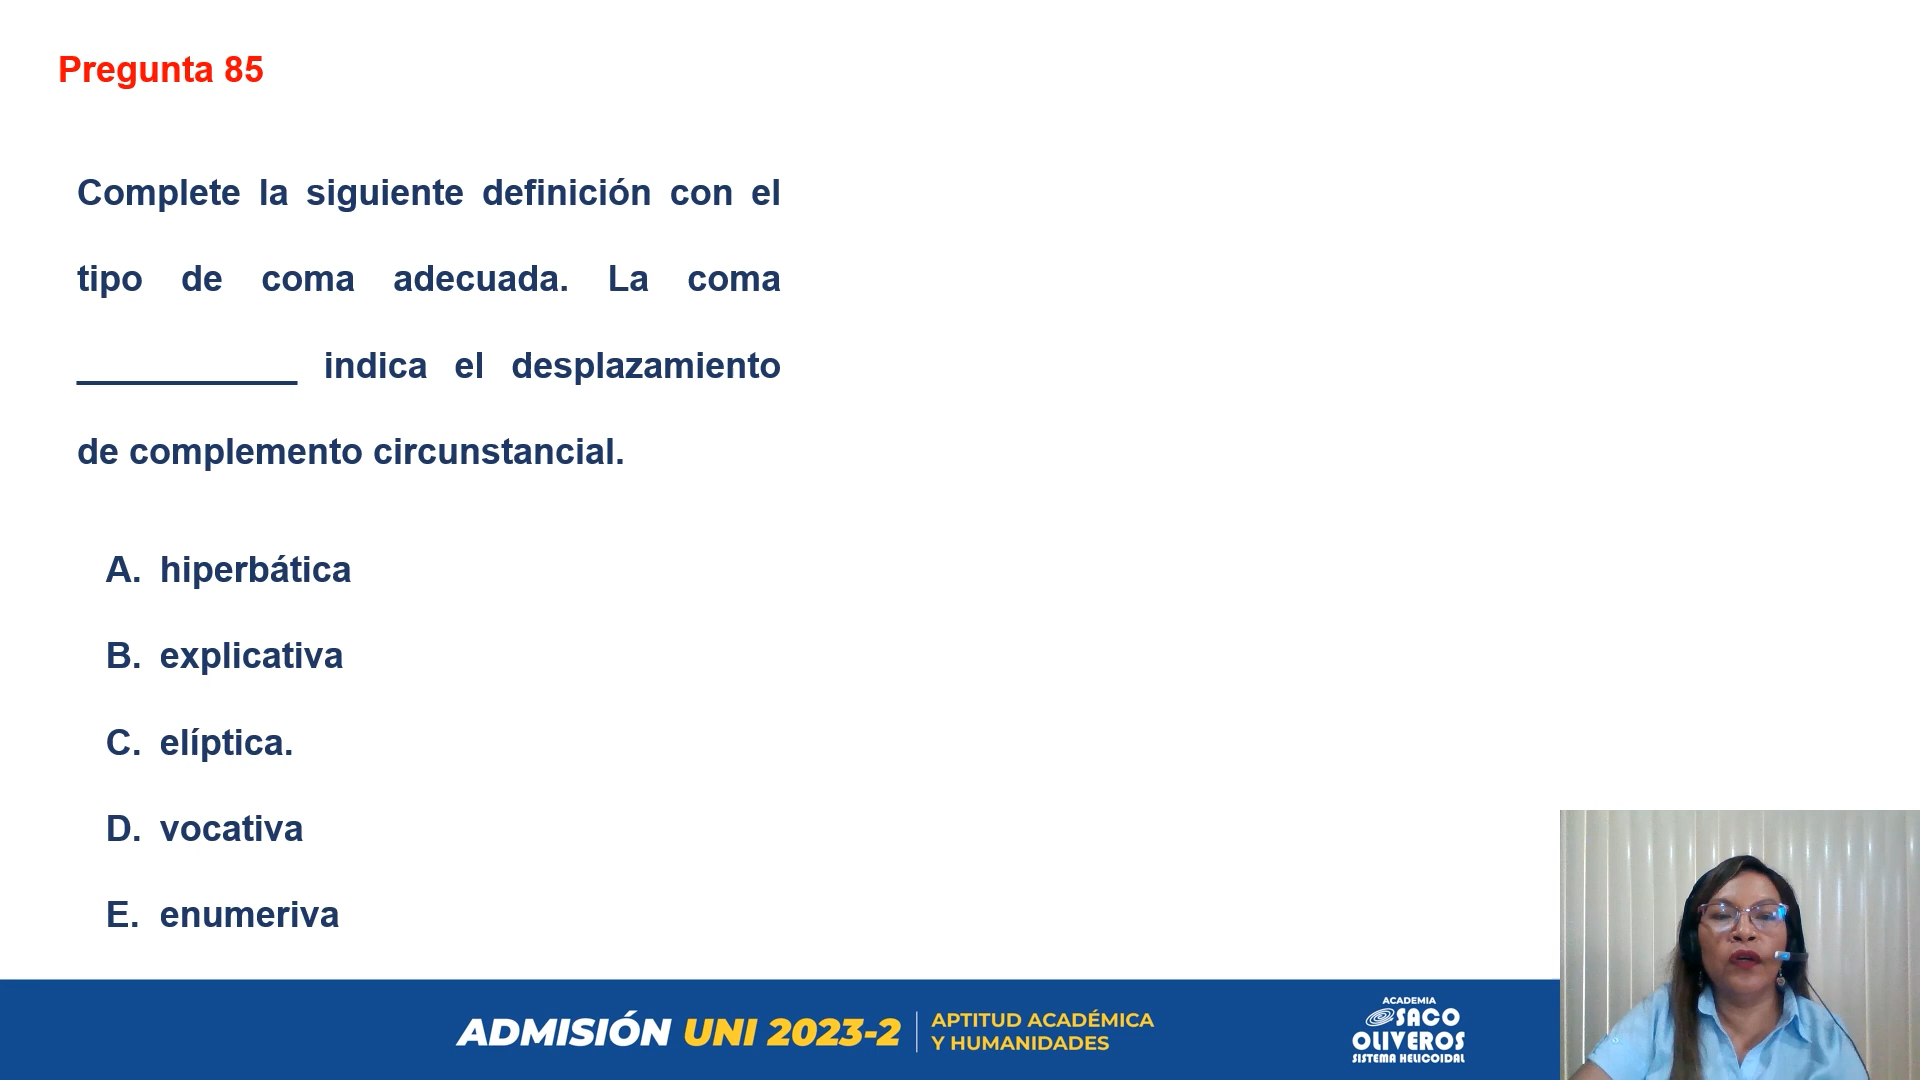 Pregunta 85
Complete la siguiente definición con el
tipo de coma adecuada. La coma
___________ indica el desplazamiento
de complemento circunstancial.
A. hiperbática
B. explicativa
C. elíptica.
D. vocativa
E. enumeriva
ADMISIÓN UNI 2023-2
APTITUD ACADÉMICA
Y HUMANIDADES
ACADEMIA
SACO
OLIVEROS
SISTEMA HELICOIDAL